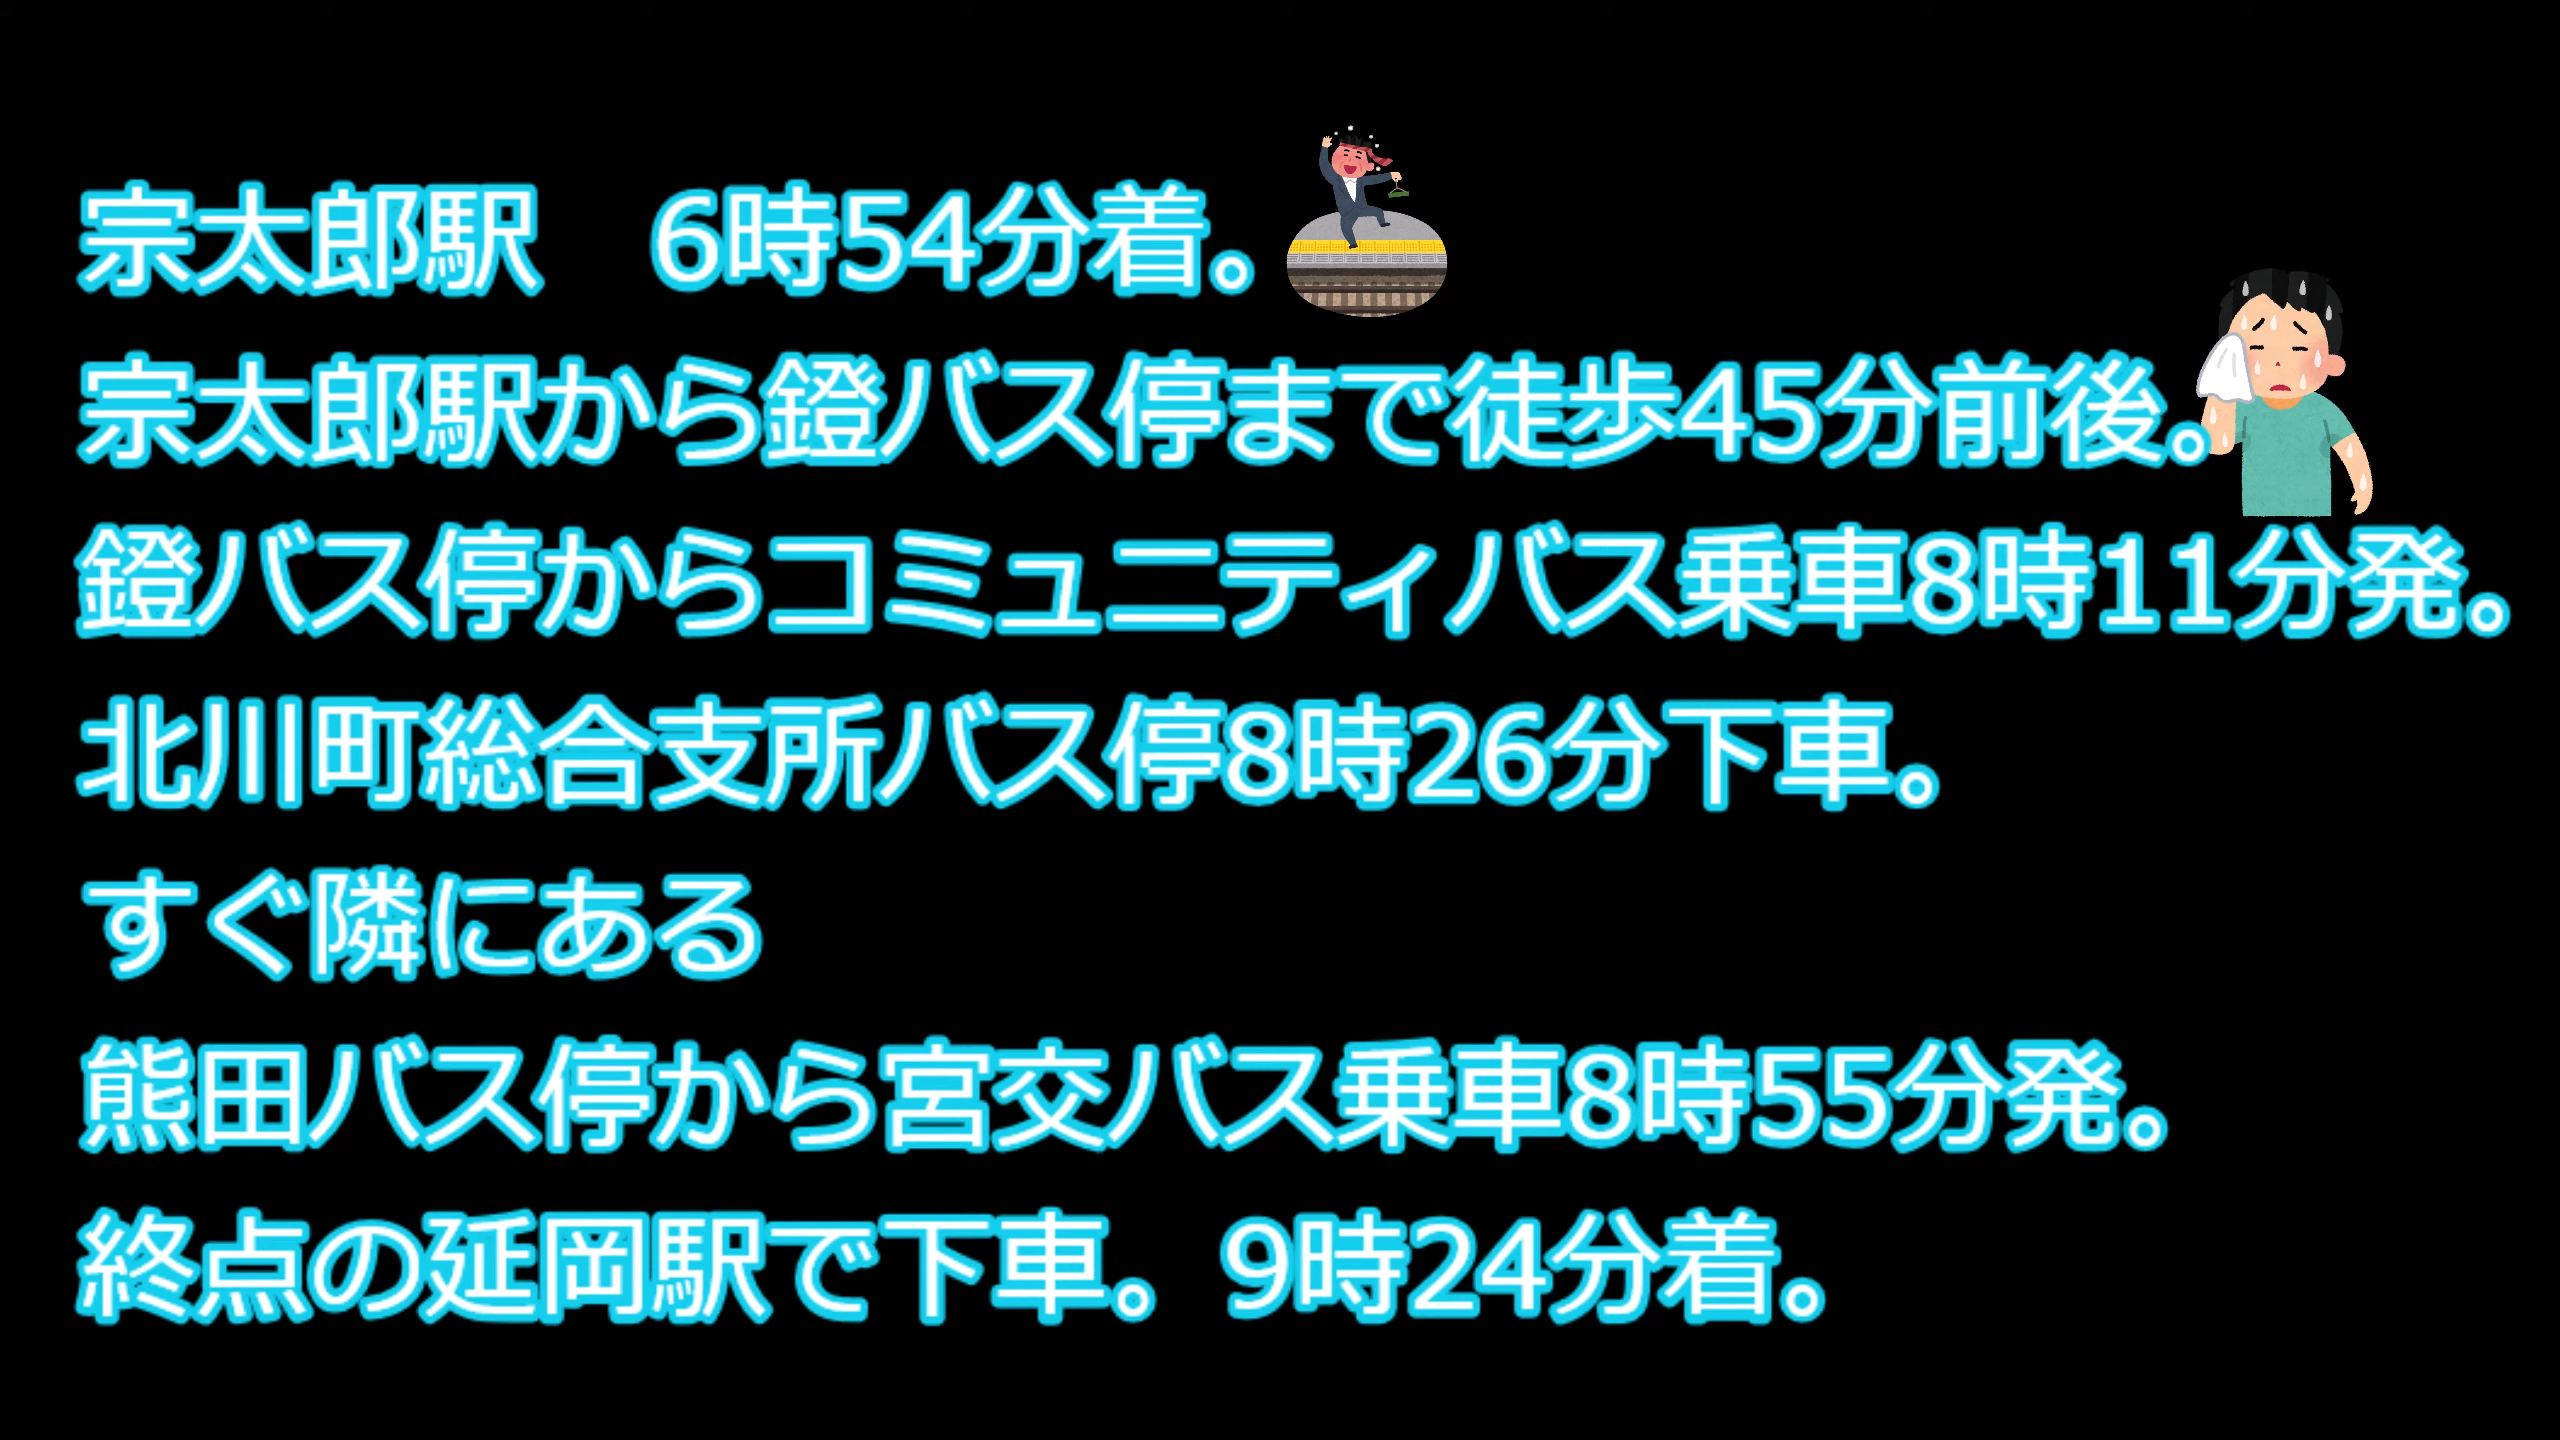 宗太郎駅　6時54分着。
宗太郎駅から鐙バス停まで徒歩45分前後。
鐙バス停からコミュニティバス乗車8時11分発。
北川町総合支所バス停8時26分下車。
すぐ隣にある
熊田バス停から宮交バス乗車8時55分発。
終点の延岡駅で下車。9時24分着。